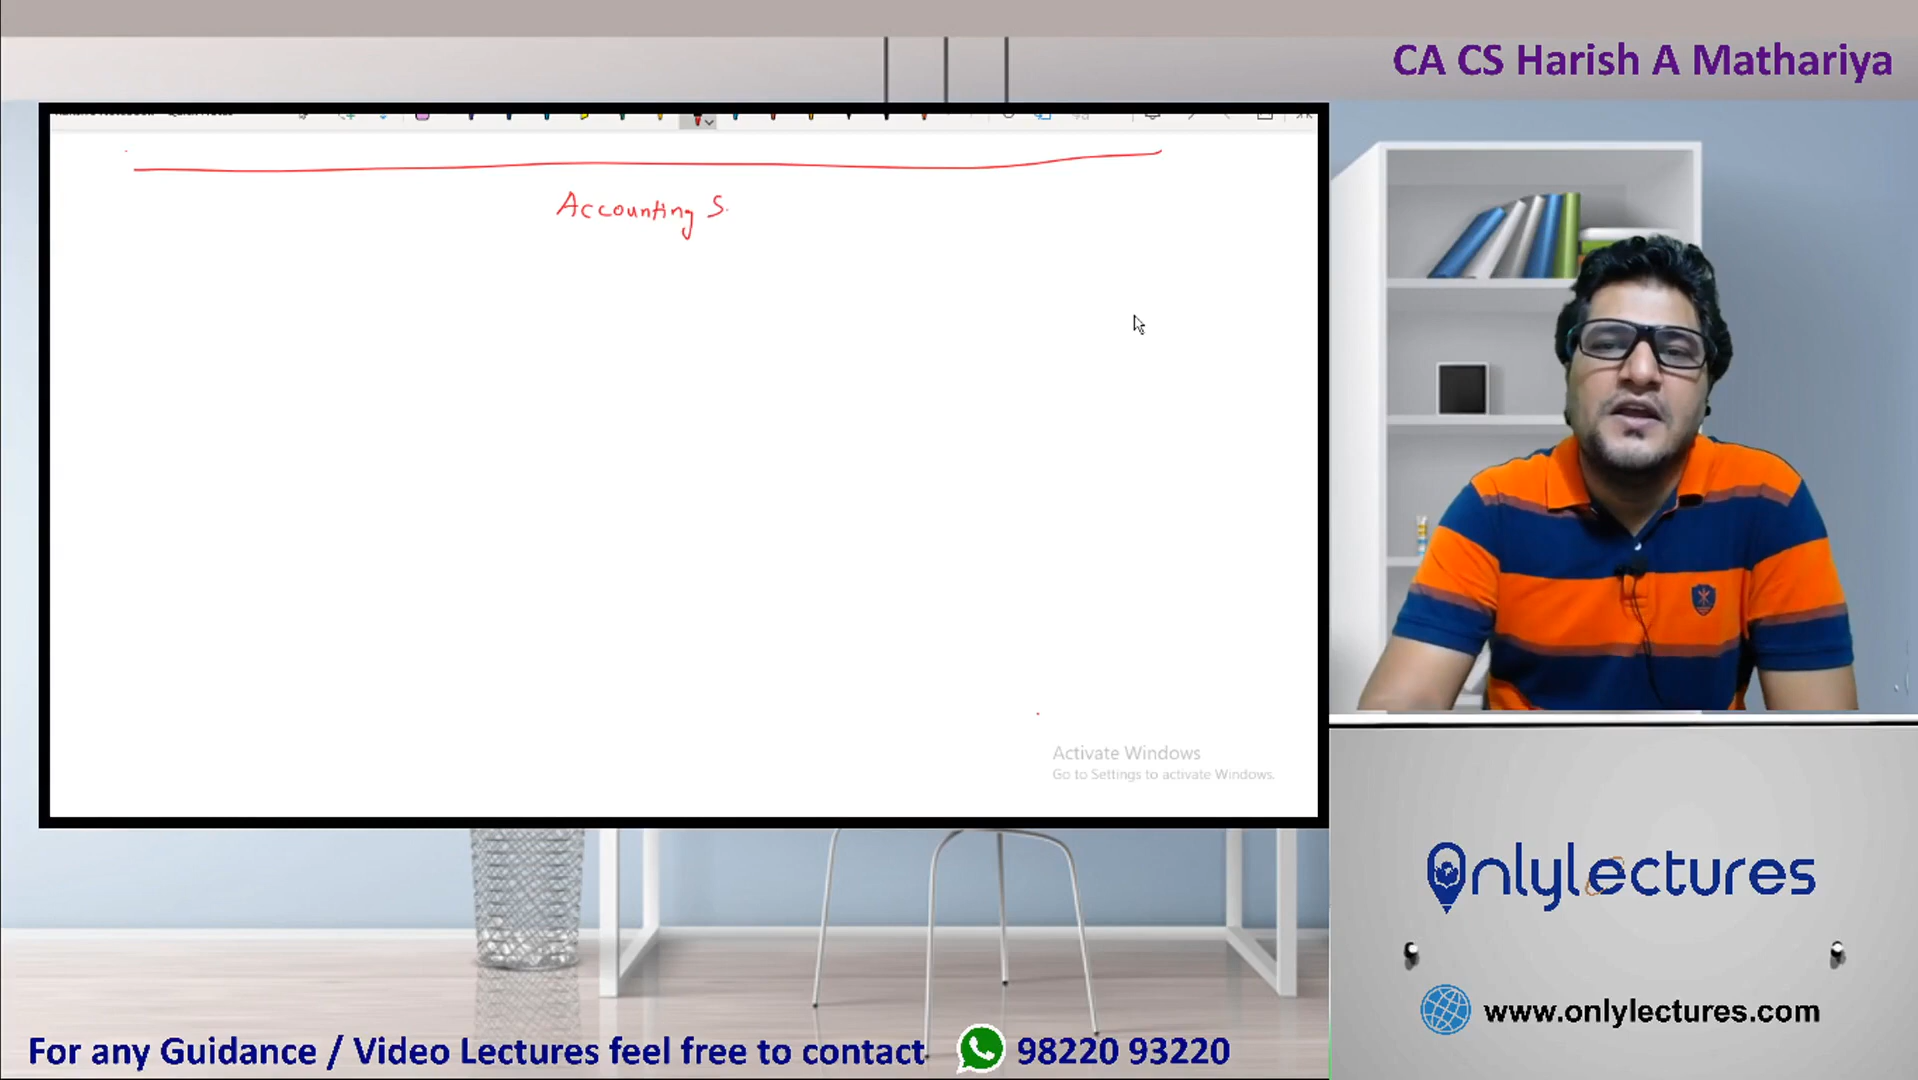 CA CS Harish A Mathariya
Accounting S.
Activate Windows
Go to Settings to activate Windows.
Onlylectures
www.onlylectures.com
For any Guidance / Video Lectures feel free to contact 98220 93220